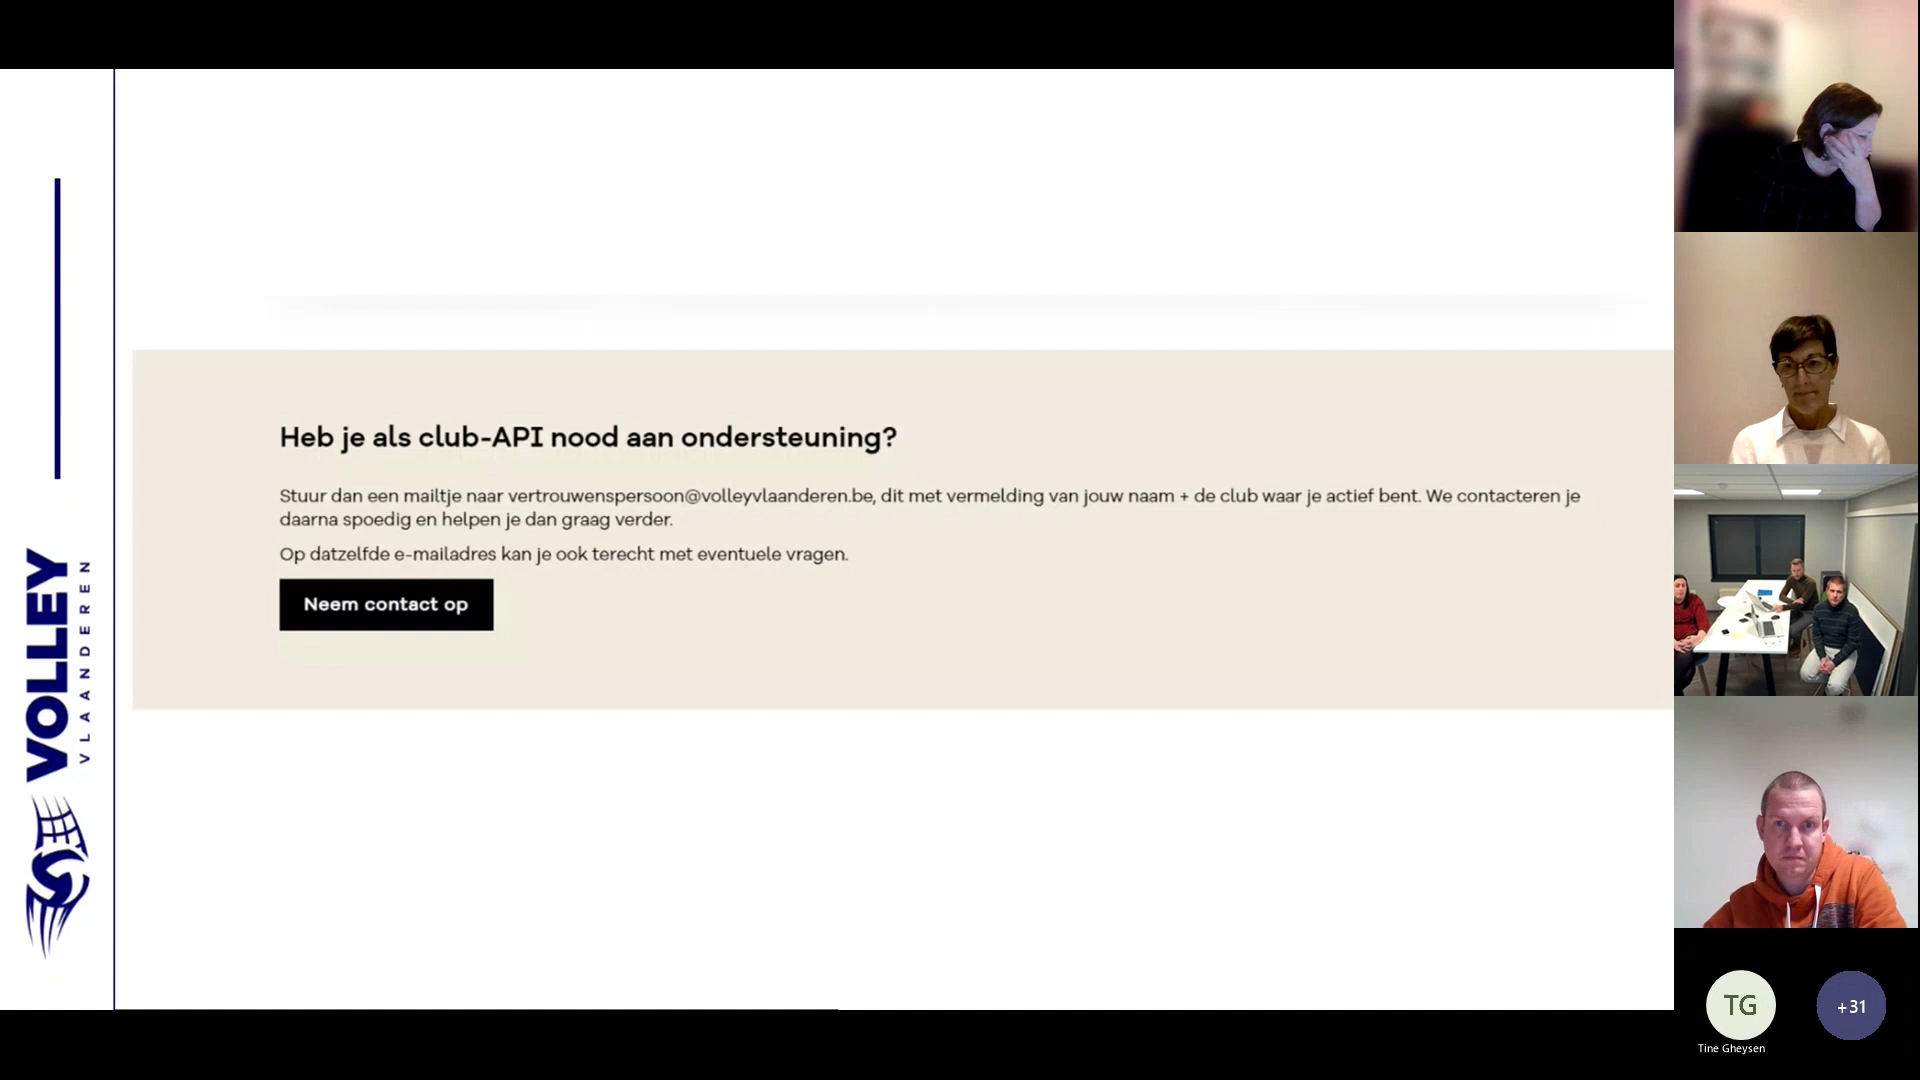 VOLLEY
VLAANDEREN
Heb je als club-API nood aan ondersteuning?
Stuur dan een mailtje naar vertrouwenspersoon@volleyvlaanderen.be, dit met vermelding van jouw naam + de club waar je actief bent. We contacteren je
daarna spoedig en helpen je dan graag verder.
Op datzelfde e-mailadres kan je ook terecht met eventuele vragen.
Neem contact op
TG
+31
Tine Gheysen